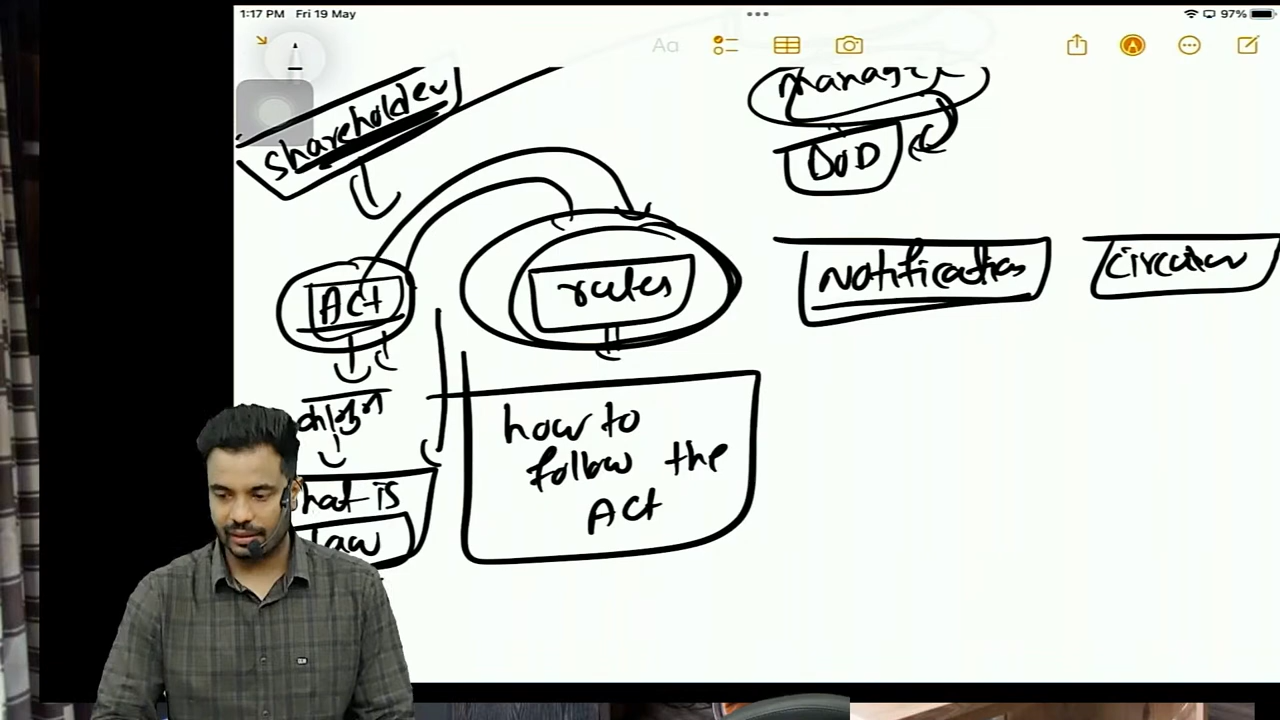 1:17 PM Fri 19 May
97%
Aa
Shareholder
manager
BOD
Act
rules
Notification
circular
how to
follow the
Act
hat is
law